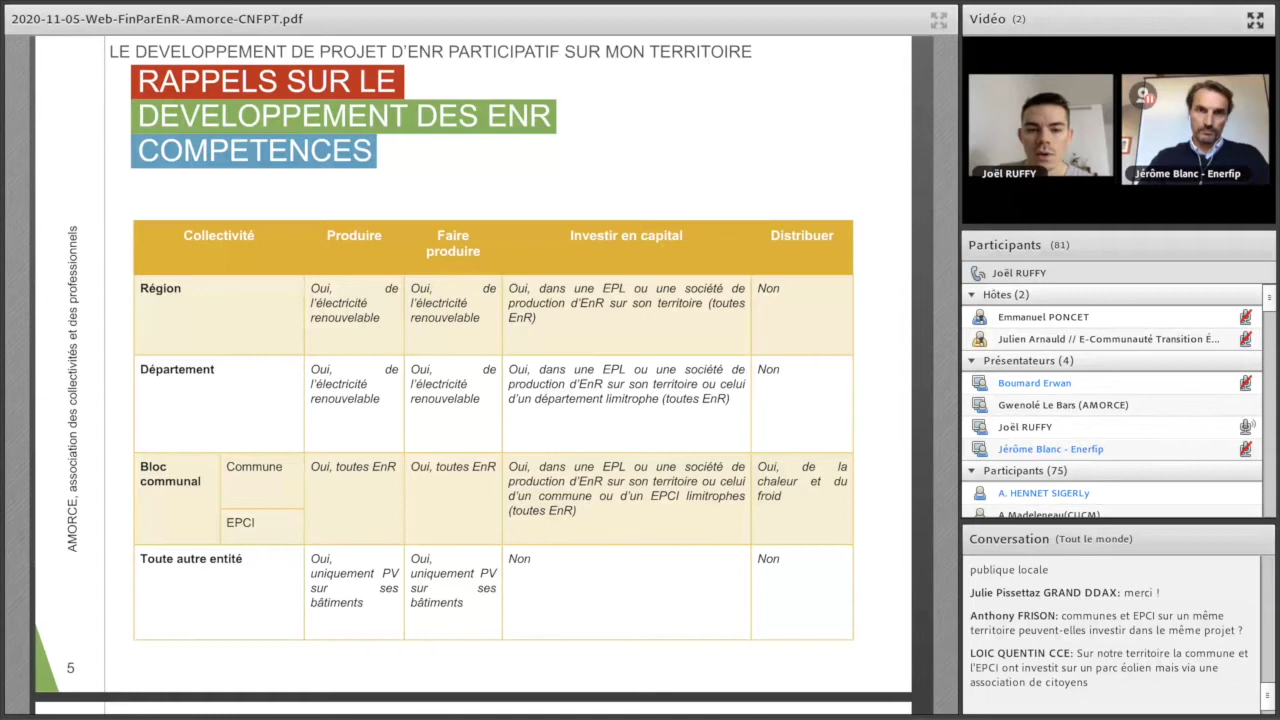 2020-11-05-Web-FinParEnR-Amorce-CNFPT.pdf
LE DEVELOPPEMENT DE PROJET D'ENR PARTICIPATIF SUR MON TERRITOIRE
RAPPELS SUR LE
DEVELOPPEMENT DES ENR
COMPETENCES
AMORCE, association des collectivités et des professionnels
Collectivité
Produire
Faire
produire
Investir en capital
Distribuer
Région
Oui, de
l'électricité
renouvelable
Oui, de
l'électricité
renouvelable
Oui, dans une EPL ou une société de
production d'EnR sur son territoire (toutes
EnR)
Non
Département
Oui, de
l'électricité
renouvelable
Oui, de
l'électricité
renouvelable
Oui, dans une EPL ou une société de
production d'EnR sur son territoire ou celui
d'un département limitrophe (toutes EnR)
Non
Bloc
communal
Commune
EPCI
Oui, toutes EnR
Oui, toutes EnR
Oui, dans une EPL ou une société de
production d'EnR sur son territoire ou celui
d'un commune ou d'un EPCI limitrophes
(toutes EnR)
Oui, de la
chaleur et du
froid
Toute autre entité
Oui,
uniquement PV
sur ses
bâtiments
Oui,
uniquement PV
sur ses
bâtiments
Non
Non
5
Vidéo (2)
Joël RUFFY
Jérôme Blanc - Enerfip
Participants (81)
Joël RUFFY
Hôtes (2)
Emmanuel PONCET
Julien Arnauld // E-Communauté Transition É...
Présentateurs (4)
Boumard Erwan
Gwenolé Le Bars (AMORCE)
Joël RUFFY
Jérôme Blanc - Enerfip
Participants (75)
A. HENNET SIGERLy
A Madeleneau(CUCM)
Conversation (Tout le monde)
publique locale
Julie Pissettaz GRAND DDAX: merci !
Anthony FRISON: communes et EPCI sur un même
territoire peuvent-elles investir dans le même projet ?
LOIC QUENTIN CCE: Sur notre territoire la commune et
l'EPCI ont investit sur un parc éolien mais via une
association de citoyens